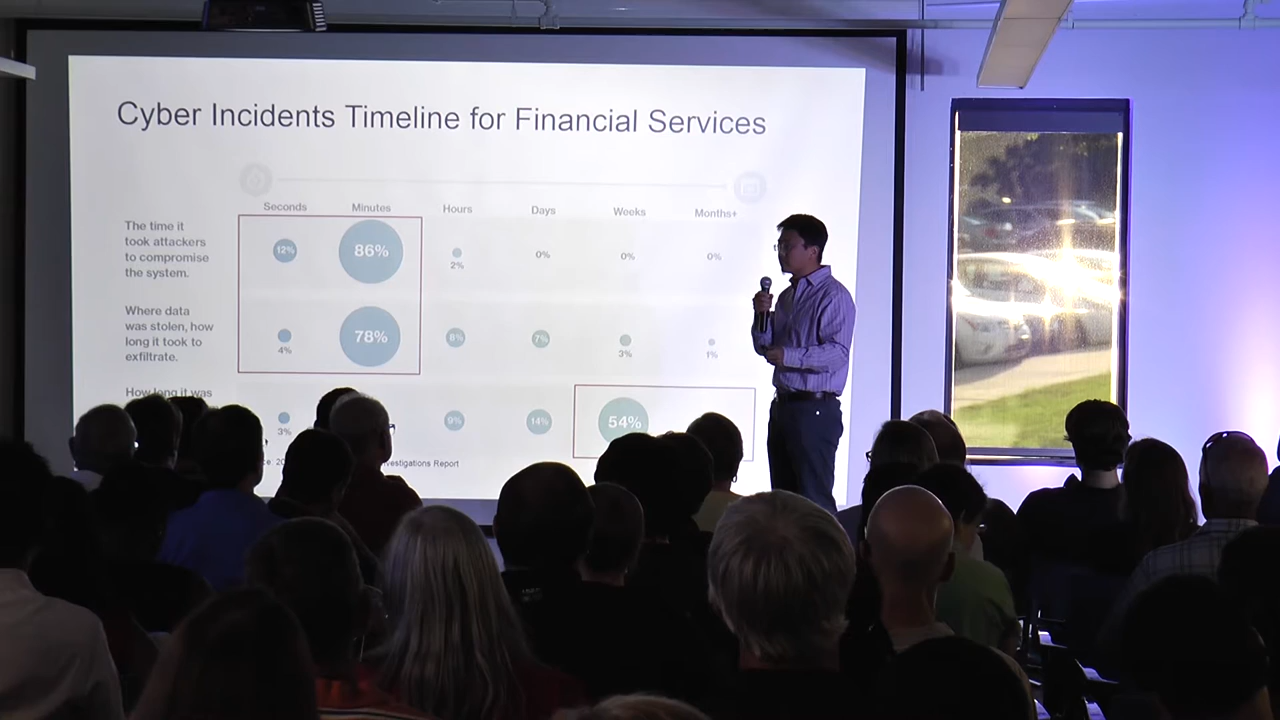 Cyber Incidents Timeline for Financial Services
Seconds Minutes Hours Days Weeks Months+
The time it
took attackers
to compromise
the system.
12% 86% 2% 0% 0% 0%
Where data
was stolen, how
long it took to
exfiltrate.
4% 78% 8% 7% 3% 1%
How long it was
3% 9% 14% 54%
Report